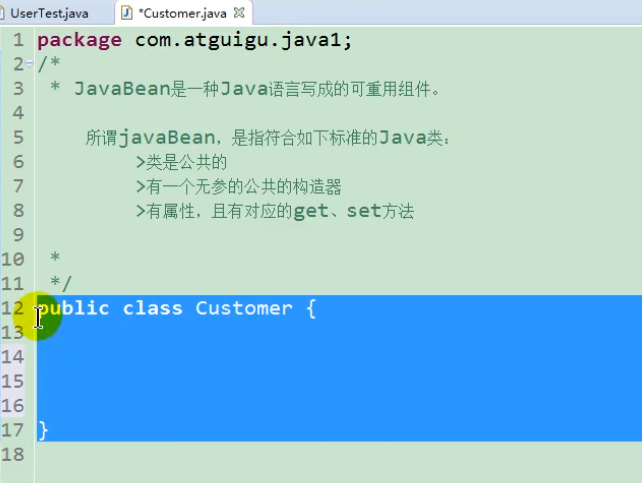 UserTest.java
*Customer.java
1 package com.atguigu.java1;
2 /*
3 * JavaBean是一种Java语言写成的可重用组件。
4
5 所谓javaBean，是指符合如下标准的Java类：
6 >类是公共的
7 >有一个无参的公共的构造器
8 >有属性，且有对应的get、set方法
9
10 *
11 */
12 public class Customer {
13
14
15
16
17 }
18